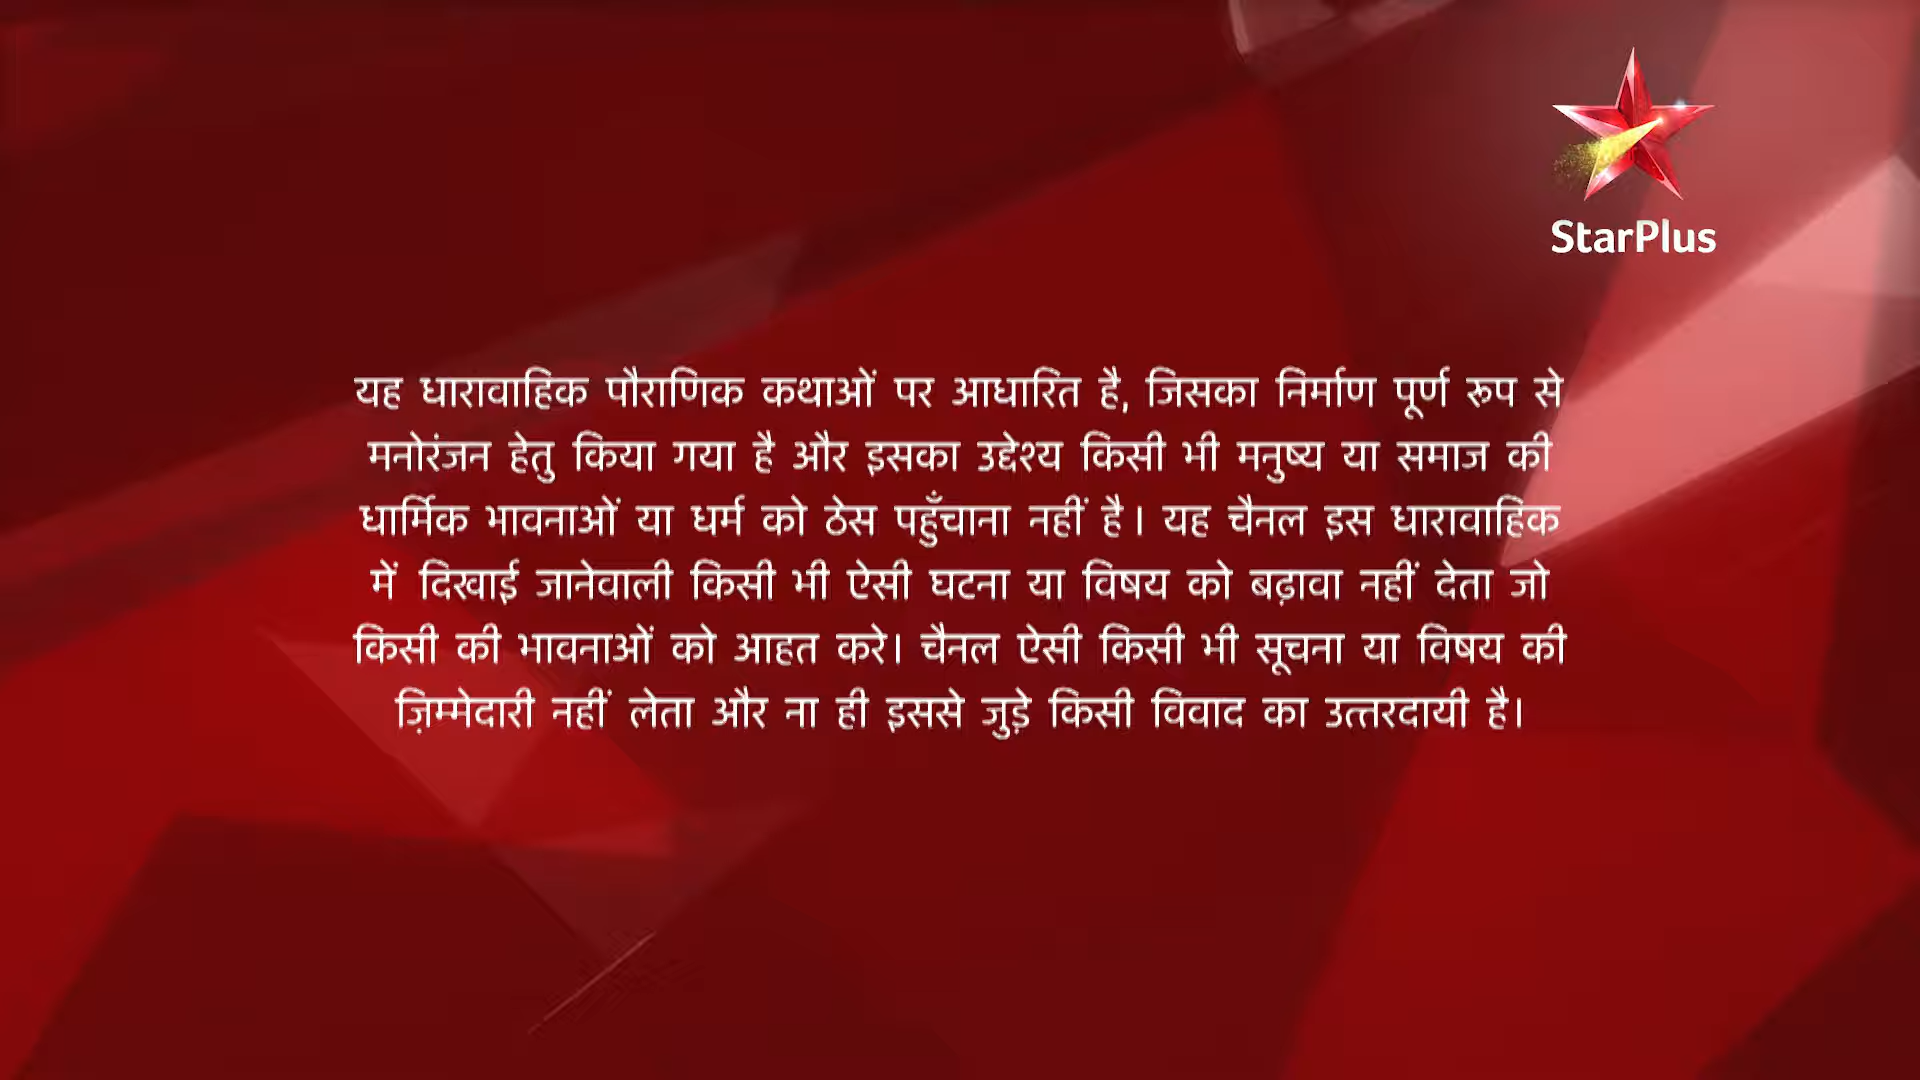 StarPlus
यह धारावाहिक पौराणिक कथाओं पर आधारित है, जिसका निर्माण पूर्ण रूप से
मनोरंजन हेतु किया गया है और इसका उद्देश्य किसी भी मनुष्य या समाज की
धार्मिक भावनाओं या धर्म को ठेस पहुँचाना नहीं है। यह चैनल इस धारावाहिक
में दिखाई जानेवाली किसी भी ऐसी घटना या विषय को बढ़ावा नहीं देता जो
किसी की भावनाओं को आहत करे। चैनल ऐसी किसी भी सूचना या विषय की
ज़िम्मेदारी नहीं लेता और ना ही इससे जुड़े किसी विवाद का उत्तरदायी है।